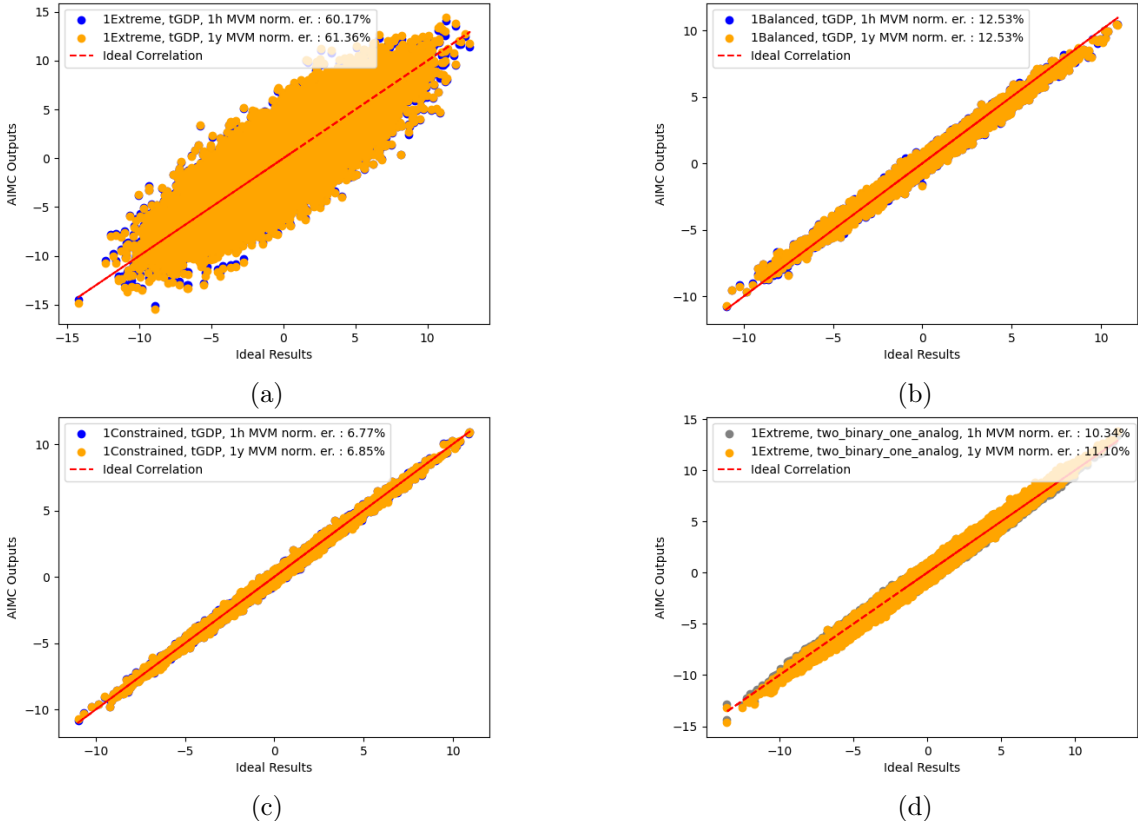 1Extreme, tGDP, 1h MVM norm. er. : 60.17%
1Extreme, tGDP, 1y MVM norm. er. : 61.36%
Ideal Correlation
15
10
5
0
−5
−10
−15
AIMC Outputs
−15 −10 −5 0 5 10
Ideal Results
(a)
1Balanced, tGDP, 1h MVM norm. er. : 12.53%
1Balanced, tGDP, 1y MVM norm. er. : 12.53%
Ideal Correlation
10
5
0
−5
−10
AIMC Outputs
−10 −5 0 5 10
Ideal Results
(b)
1Constrained, tGDP, 1h MVM norm. er. : 6.77%
1Constrained, tGDP, 1y MVM norm. er. : 6.85%
Ideal Correlation
10
5
0
−5
−10
AIMC Outputs
−10 −5 0 5 10
Ideal Results
(c)
1Extreme, two_binary_one_analog, 1h MVM norm. er. : 10.34%
1Extreme, two_binary_one_analog, 1y MVM norm. er. : 11.10%
Ideal Correlation
15
10
5
0
−5
−10
−15
AIMC Outputs
−10 −5 0 5 10
Ideal Results
(d)